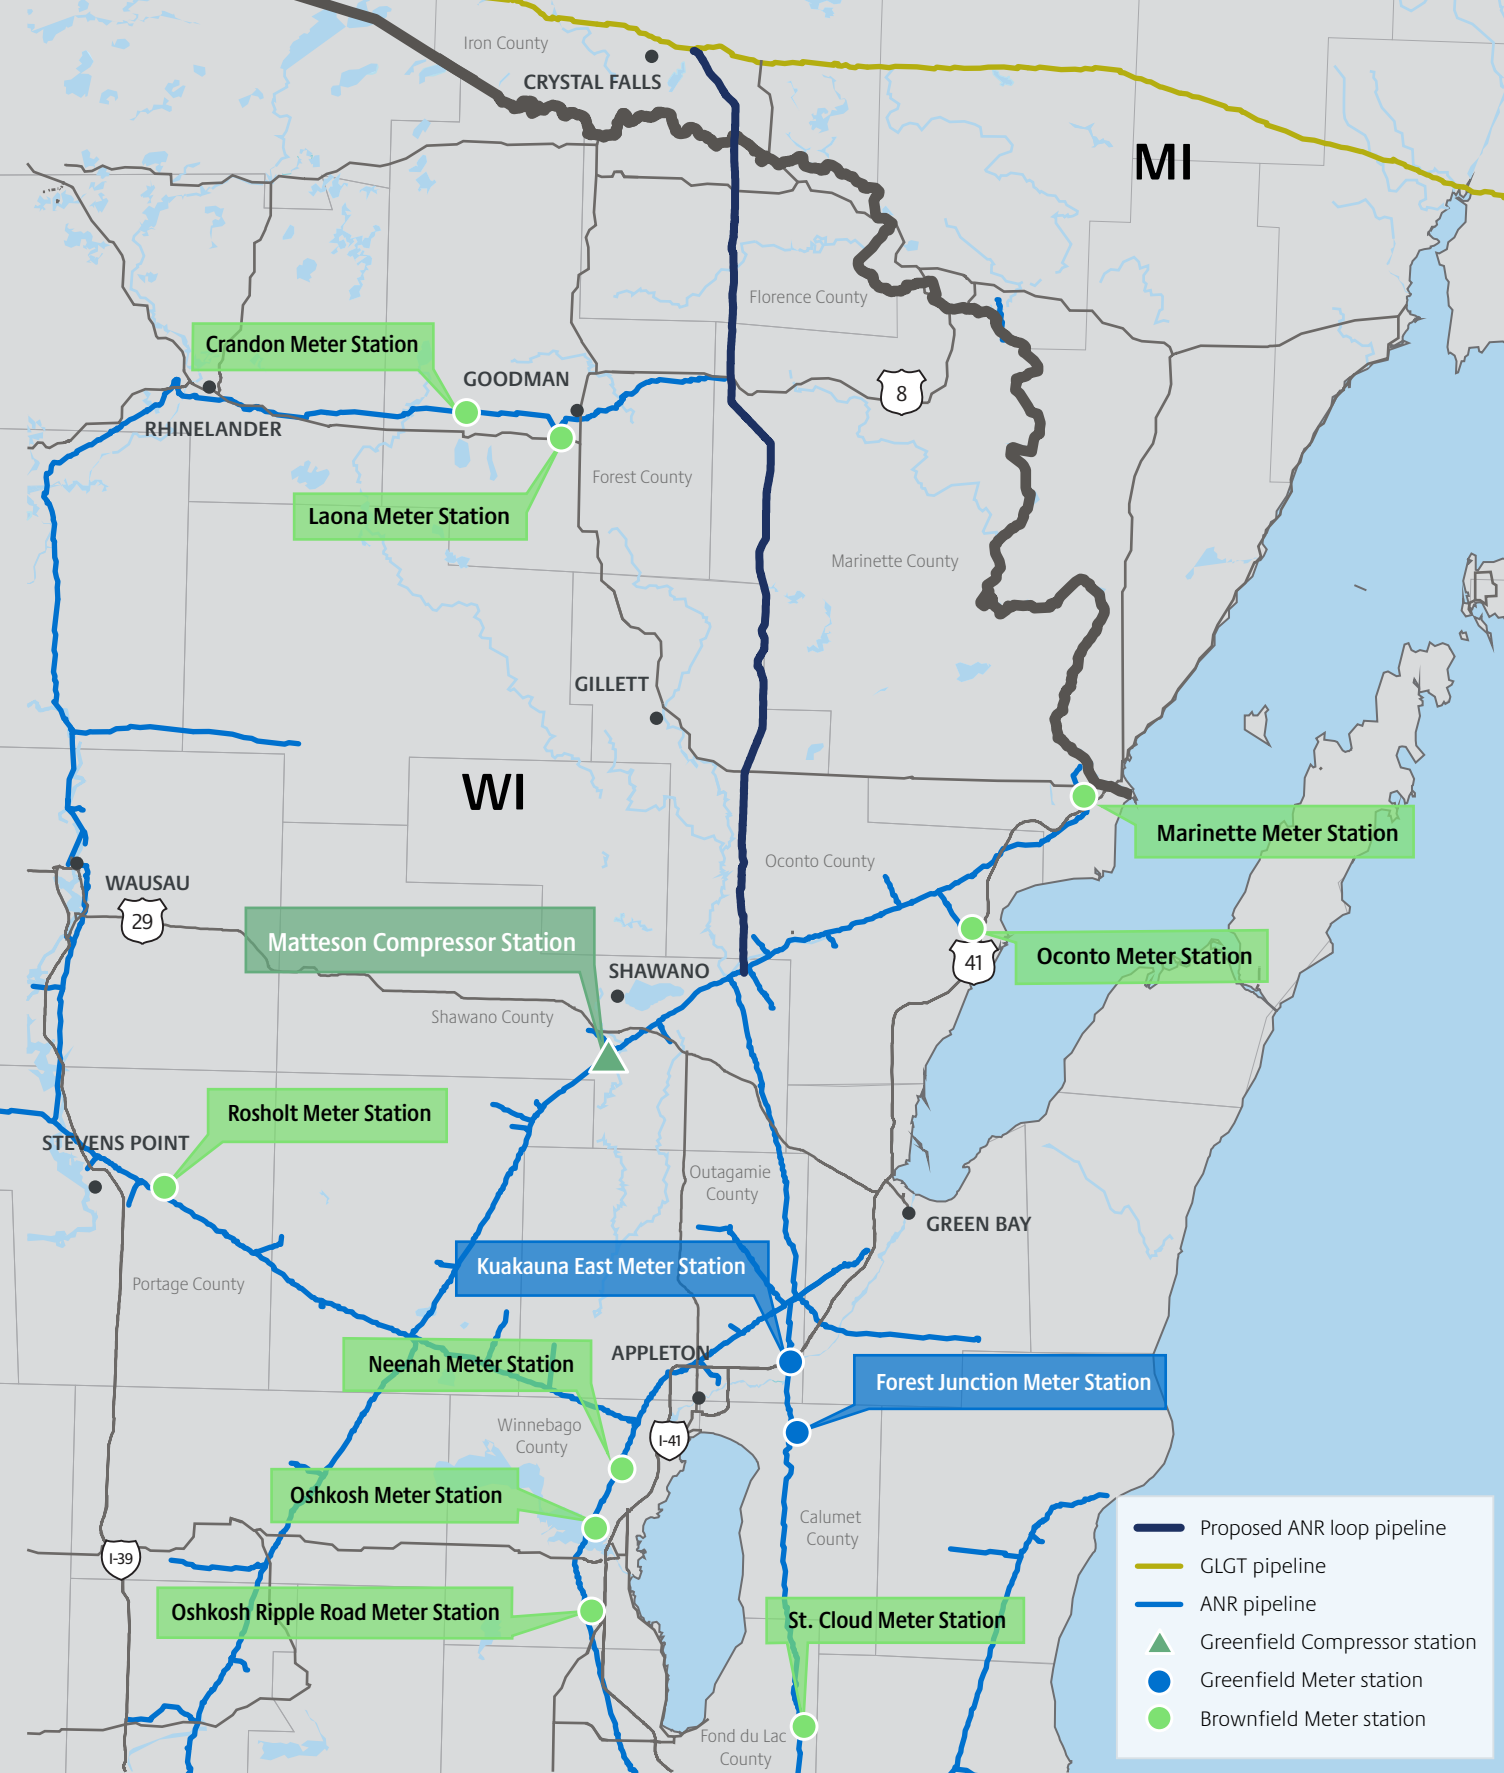 Iron County
CRYSTAL FALLS
MI
Florence County
Crandon Meter Station
GOODMAN
8
RHINELANDER
Forest County
Laona Meter Station
Marinette County
GILLETT
WI
Marinette Meter Station
Oconto County
WAUSAU
29
Matteson Compressor Station
Oconto Meter Station
41
SHAWANO
Shawano County
Rosholt Meter Station
STEVENS POINT
Outagamie
County
GREEN BAY
Kuakauna East Meter Station
Portage County
APPLETON
Neenah Meter Station
Forest Junction Meter Station
Winnebago
County
I-41
Oshkosh Meter Station
Calumet
County
I-39
Oshkosh Ripple Road Meter Station
St. Cloud Meter Station
Fond du Lac
County
Proposed ANR loop pipeline
GLGT pipeline
ANR pipeline
Greenfield Compressor station
Greenfield Meter station
Brownfield Meter station